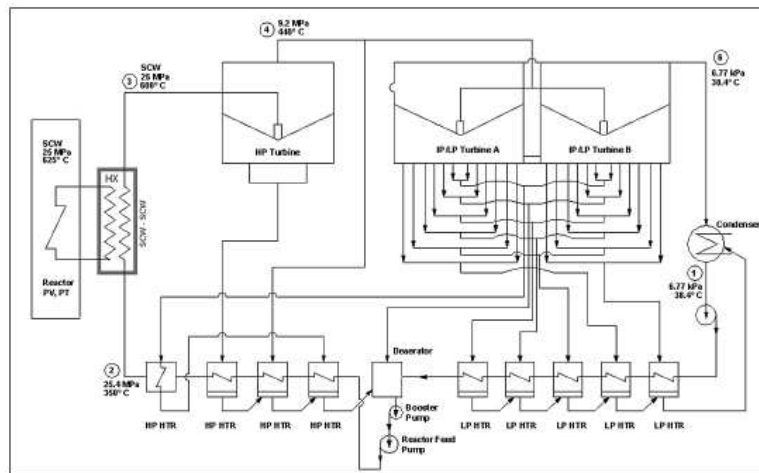 4
9.2 MPa
448° C
SCW
25 MPa
600° C
3
6
6.77 kPa
38.4° C
SCW
25 MPa
625° C
HX
SCW - SCW
HP Turbine
IP/LP Turbine A
IP/LP Turbine B
Condenser
Reactor
PV, PT
1
6.77 kPa
38.4° C
2
25.4 MPa
350° C
Deaerator
HP HTR
HP HTR
HP HTR
HP HTR
Booster
Pump
Reactor Feed
Pump
LP HTR
LP HTR
LP HTR
LP HTR
LP HTR